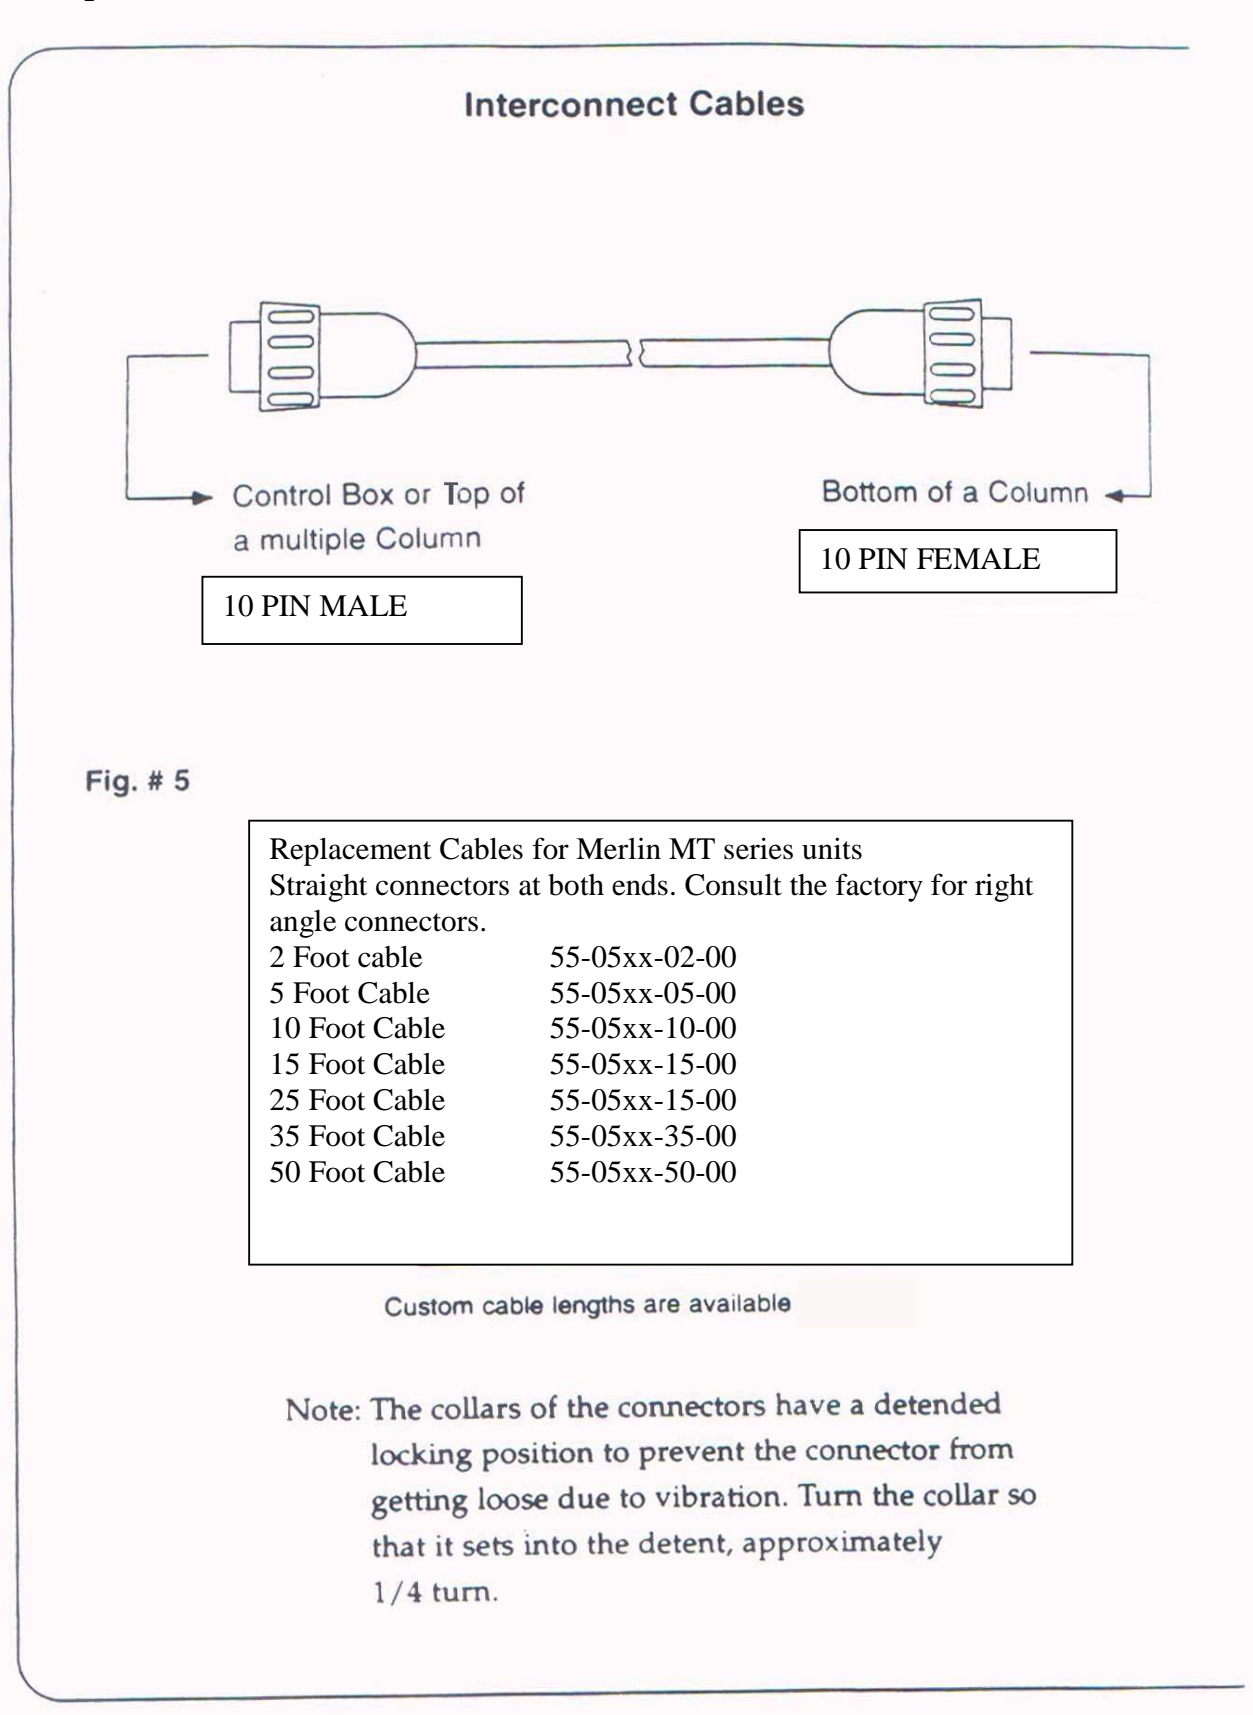 Interconnect Cables
Control Box or Top of
a multiple Column
10 PIN MALE
Bottom of a Column
10 PIN FEMALE
Fig. # 5
Replacement Cables for Merlin MT series units
Straight connectors at both ends. Consult the factory for right
angle connectors.
2 Foot cable 55-05xx-02-00
5 Foot Cable 55-05xx-05-00
10 Foot Cable 55-05xx-10-00
15 Foot Cable 55-05xx-15-00
25 Foot Cable 55-05xx-15-00
35 Foot Cable 55-05xx-35-00
50 Foot Cable 55-05xx-50-00
Custom cable lengths are available
Note: The collars of the connectors have a detended
locking position to prevent the connector from
getting loose due to vibration. Turn the collar so
that it sets into the detent, approximately
1/4 turn.